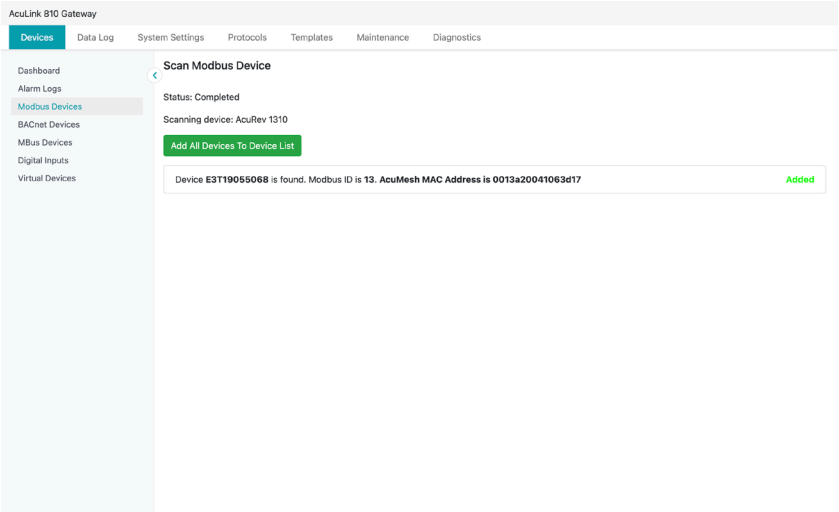 AcuLink 810 Gateway
Devices Data Log System Settings Protocols Templates Maintenance Diagnostics
Dashboard
Alarm Logs
Modbus Devices
BACnet Devices
MBus Devices
Digital Inputs
Virtual Devices
Scan Modbus Device
Status: Completed
Scanning device: AcuRev 1310
Add All Devices To Device List
Device E3T19055068 is found. Modbus ID is 13. AcuMesh MAC Address is 0013a20041063d17 Added